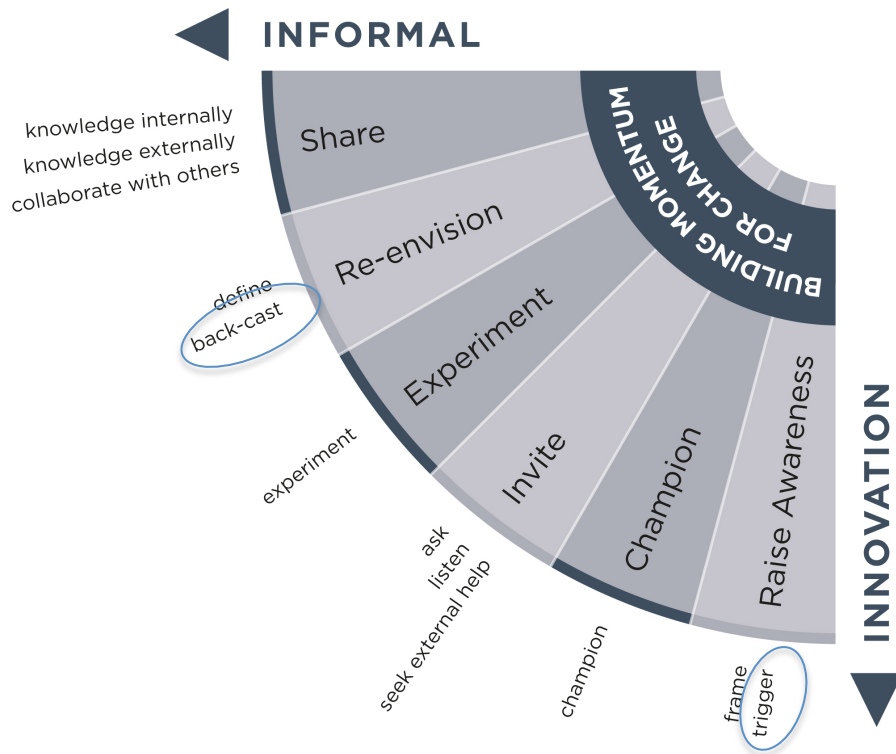 INFORMAL
knowledge internally
knowledge externally
collaborate with others
Share
BUILDING MOMENTUM
FOR CHANGE
Re-envision
define
back-cast
Experiment
experiment
Invite
ask
listen
seek external help
Champion
champion
Raise Awareness
frame
trigger
INNOVATION